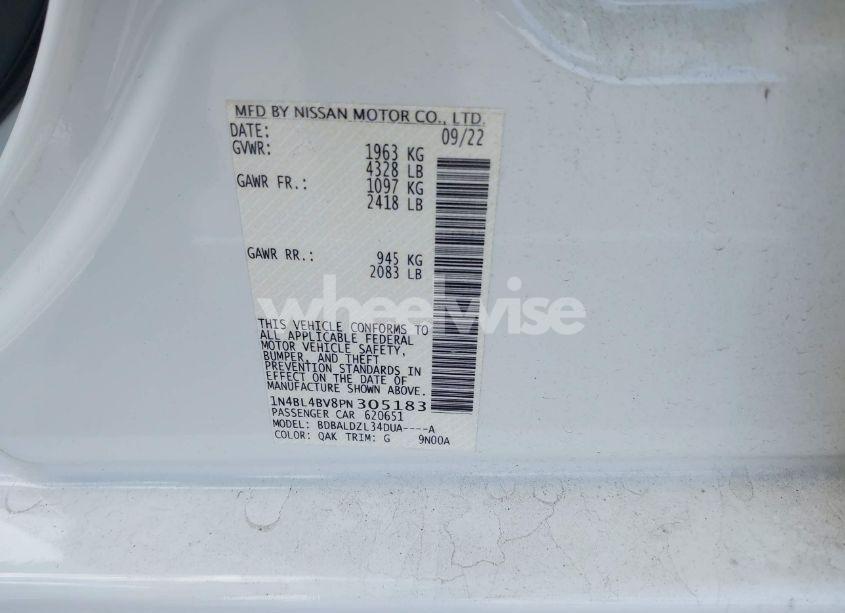 MFD BY NISSAN MOTOR CO., LTD.
DATE: 09/22
GVWR: 1963 KG
4328 LB
GAWR FR.: 1097 KG
2418 LB
GAWR RR.: 945 KG
2083 LB
wheelwise
THIS VEHICLE CONFORMS TO
ALL APPLICABLE FEDERAL
MOTOR VEHICLE SAFETY,
BUMPER, AND THEFT
PREVENTION STANDARDS IN
EFFECT ON THE DATE OF
MANUFACTURE SHOWN ABOVE.
1N4BL4BV8PN305183
PASSENGER CAR 620651
MODEL: BDBALDZL34DUA----A
COLOR: QAK TRIM: G 9N00A